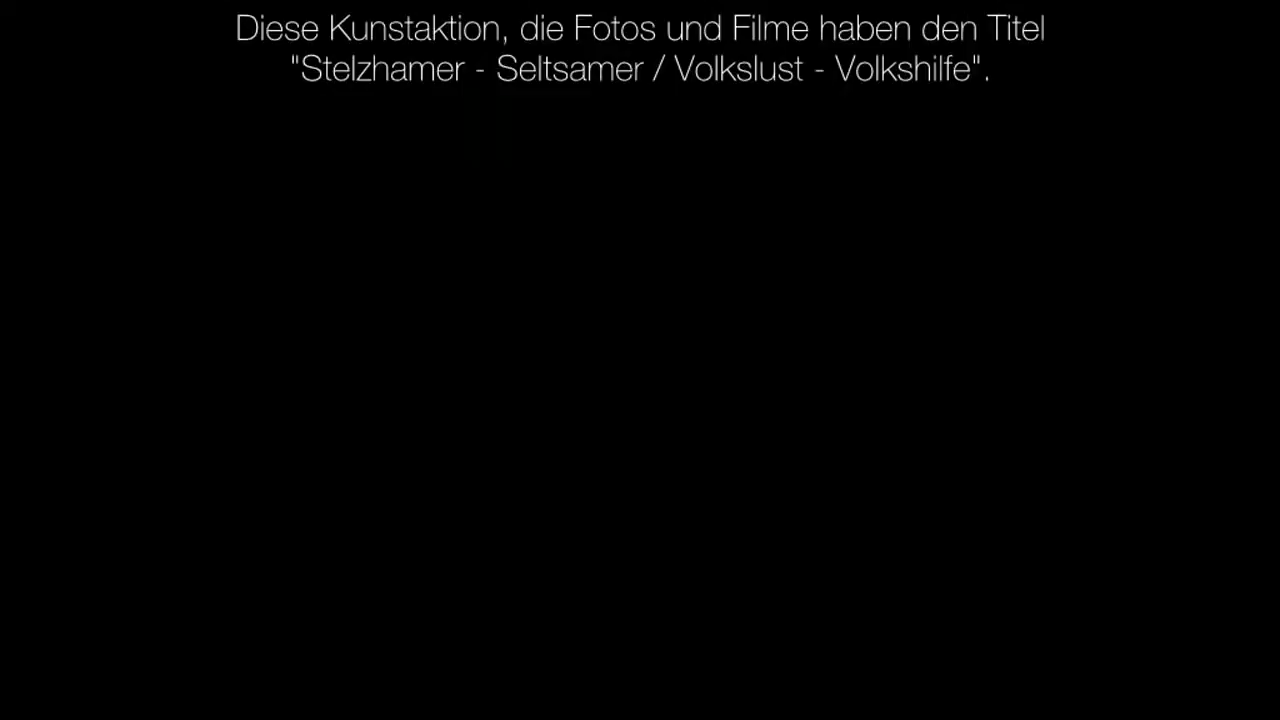 Diese Kunstaktion, die Fotos und Filme haben den Titel
"Stelzhamer - Seltsamer / Volkslust - Volkshilfe".